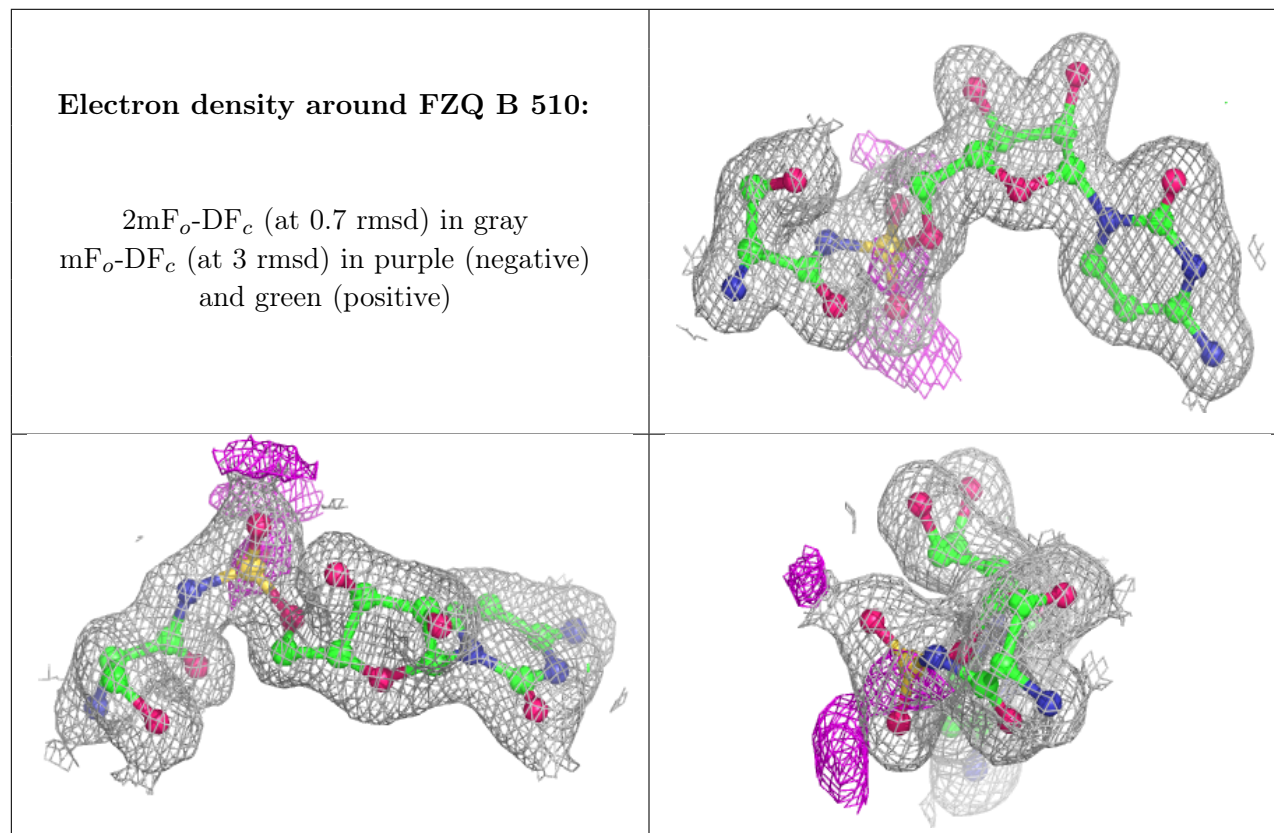 Electron density around FZQ B 510:
2mFₒ-DF𝒸 (at 0.7 rmsd) in gray
mFₒ-DF𝒸 (at 3 rmsd) in purple (negative)
and green (positive)